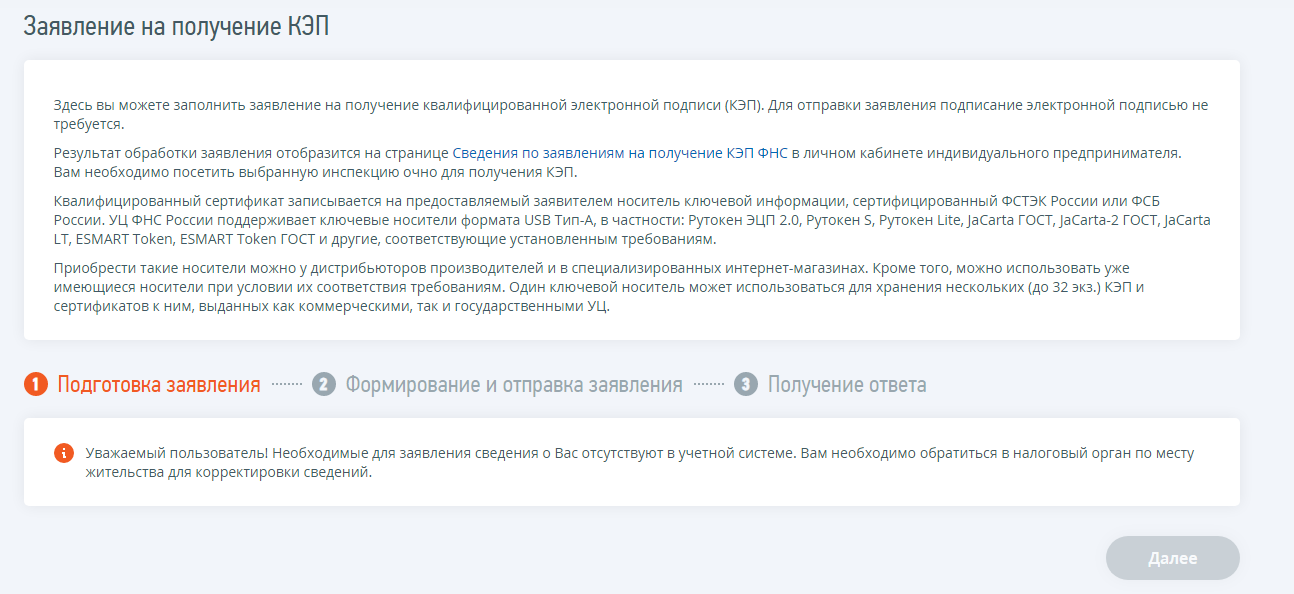 Заявление на получение КЭП
Здесь вы можете заполнить заявление на получение квалифицированной электронной подписи (КЭП). Для отправки заявления подписание электронной подписью не
требуется.
Результат обработки заявления отобразится на странице Сведения по заявлениям на получение КЭП ФНС в личном кабинете индивидуального предпринимателя.
Вам необходимо посетить выбранную инспекцию очно для получения КЭП.
Квалифицированный сертификат записывается на предоставляемый заявителем носитель ключевой информации, сертифицированный ФСТЭК России или ФСБ
России. УЦ ФНС России поддерживает ключевые носители формата USB Тип-А, в частности: Рутокен ЭЦП 2.0, Рутокен S, Рутокен Lite, JaCarta ГОСТ, JaCarta-2 ГОСТ, JaCarta
LT, ESMART Token, ESMART Token ГОСТ и другие, соответствующие установленным требованиям.
Приобрести такие носители можно у дистрибьюторов производителей и в специализированных интернет-магазинах. Кроме того, можно использовать уже
имеющиеся носители при условии их соответствия требованиям. Один ключевой носитель может использоваться для хранения нескольких (до 32 экз.) КЭП и
сертификатов к ним, выданных как коммерческими, так и государственными УЦ.
1 Подготовка заявления ······· 2 Формирование и отправка заявления ······· 3 Получение ответа
Уважаемый пользователь! Необходимые для заявления сведения о Вас отсутствуют в учетной системе. Вам необходимо обратиться в налоговый орган по месту
жительства для корректировки сведений.
Далее